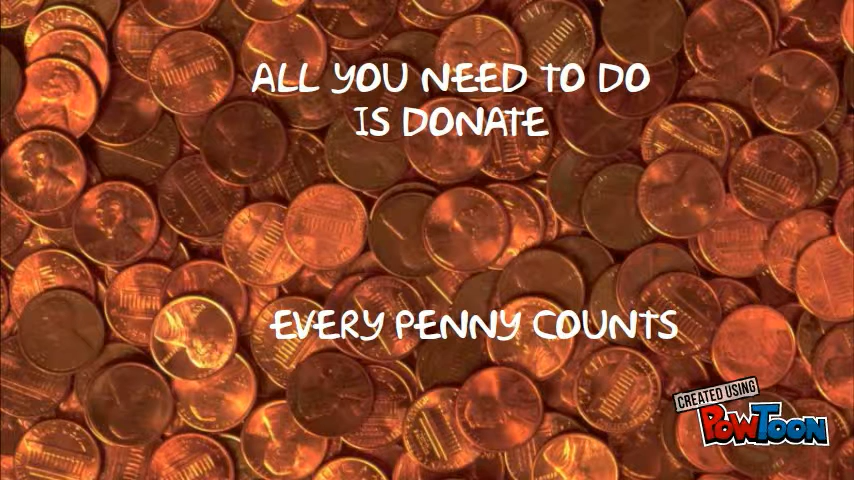 ALL YOU NEED TO DO
IS DONATE
EVERY PENNY COUNTS
CREATED USING
POWTOON